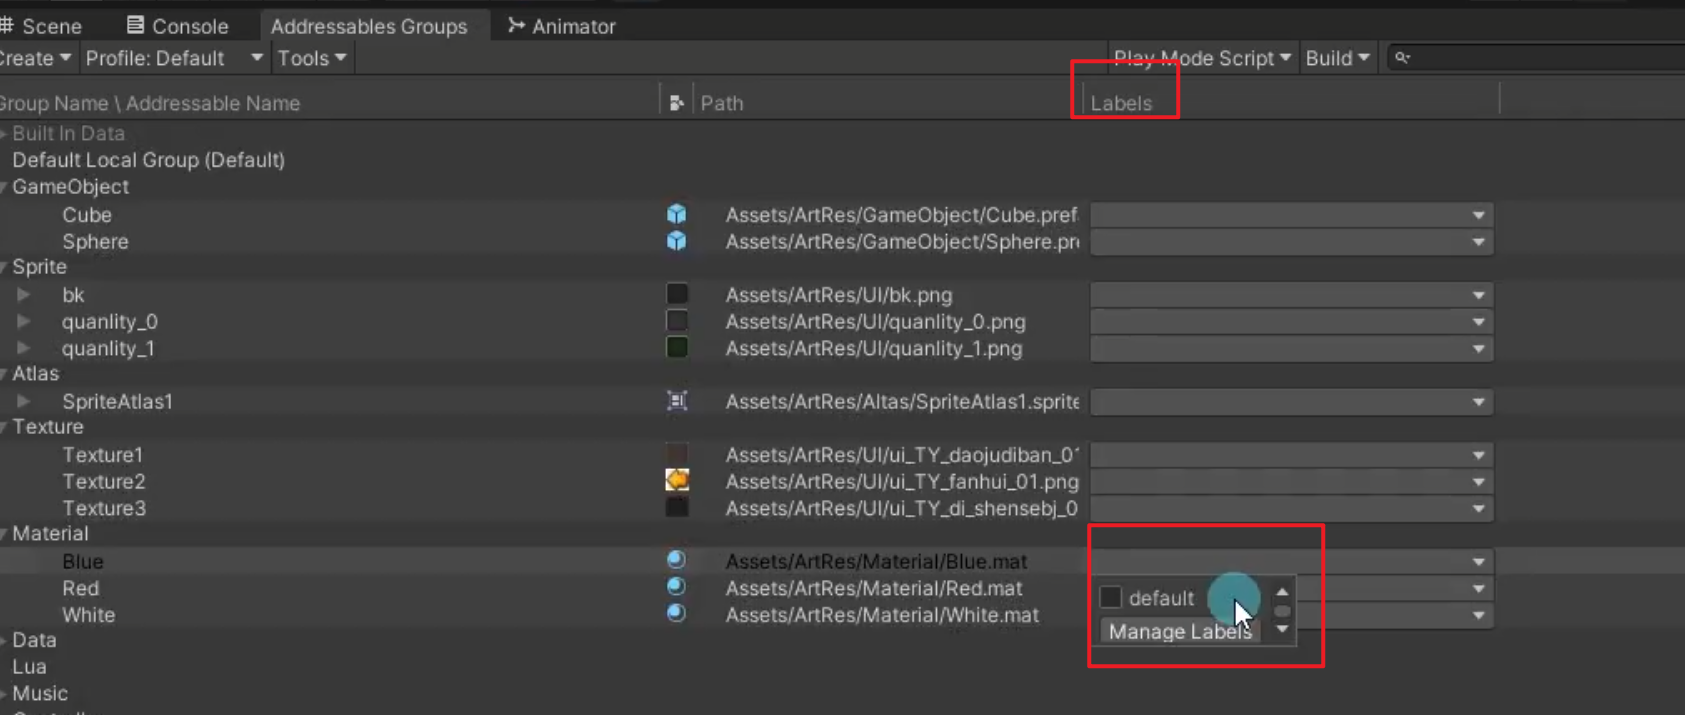 Scene Console Addressables Groups Animator
Create Profile: Default Tools Play Mode Script Build
Group Name \ Addressable Name Path Labels
Built In Data
Default Local Group (Default)
GameObject
Cube Assets/ArtRes/GameObject/Cube.pref
Sphere Assets/ArtRes/GameObject/Sphere.pre
Sprite
bk Assets/ArtRes/UI/bk.png
quanlity_0 Assets/ArtRes/UI/quanlity_0.png
quanlity_1 Assets/ArtRes/UI/quanlity_1.png
Atlas
SpriteAtlas1 Assets/ArtRes/Altas/SpriteAtlas1.sprite
Texture
Texture1 Assets/ArtRes/UI/ui_TY_daojudiban_01
Texture2 Assets/ArtRes/UI/ui_TY_fanhui_01.png
Texture3 Assets/ArtRes/UI/ui_TY_di_shensebj_0
Material
Blue Assets/ArtRes/Material/Blue.mat
Red Assets/ArtRes/Material/Red.mat default
White Assets/ArtRes/Material/White.mat Manage Labels
Data
Lua
Music